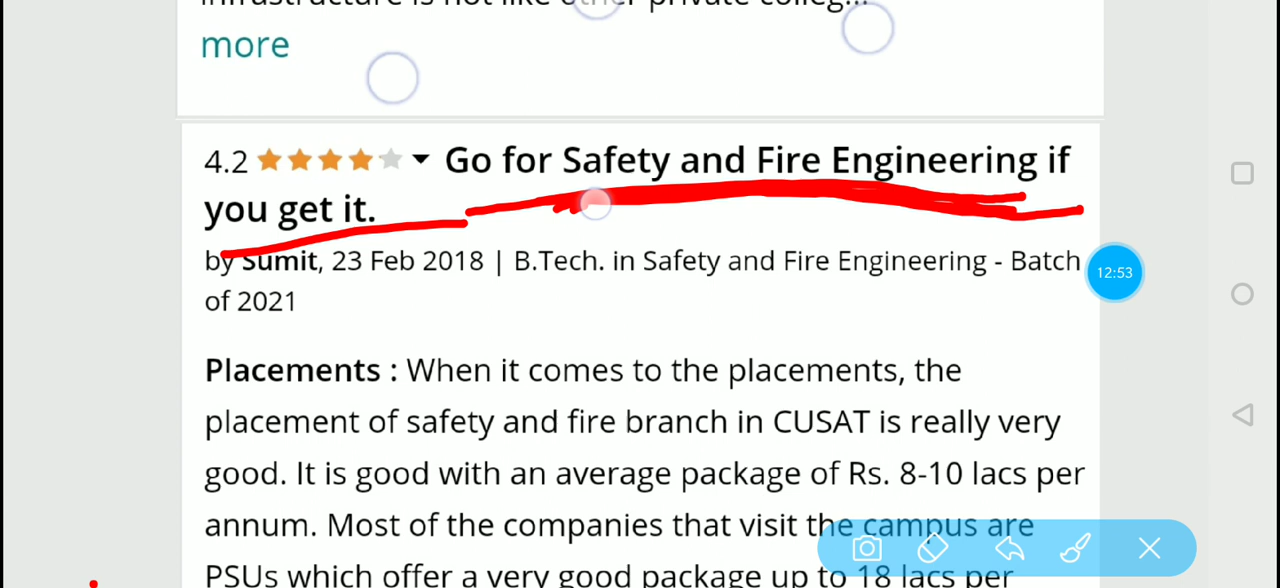 more
4.2 Go for Safety and Fire Engineering if
you get it.
by Sumit, 23 Feb 2018 | B.Tech. in Safety and Fire Engineering - Batch
of 2021
12:53
Placements : When it comes to the placements, the
placement of safety and fire branch in CUSAT is really very
good. It is good with an average package of Rs. 8-10 lacs per
annum. Most of the companies that visit the campus are
PSUs which offer a very good package up to 18 lacs per